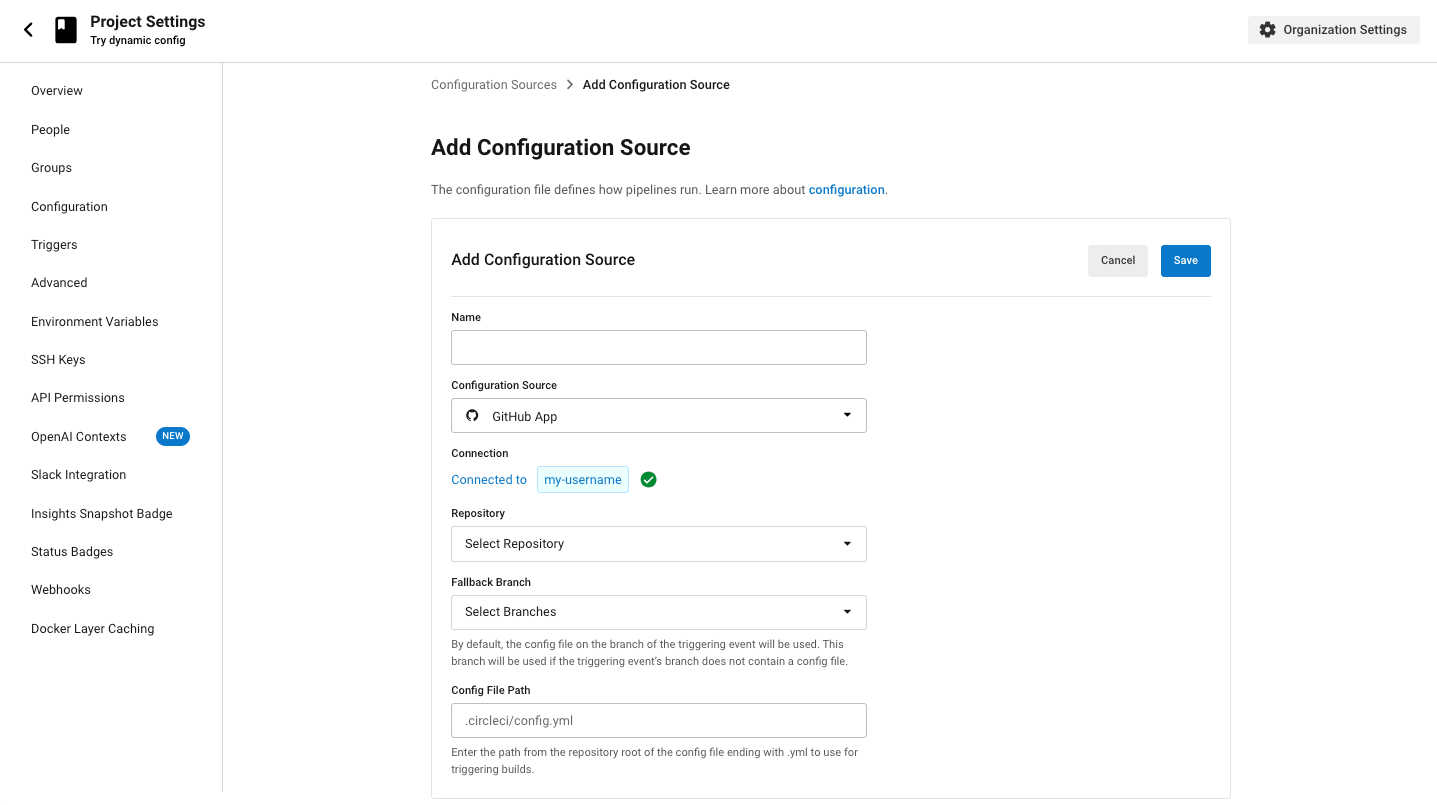 Project Settings
Try dynamic config
Organization Settings
Overview
People
Groups
Configuration
Triggers
Advanced
Environment Variables
SSH Keys
API Permissions
OpenAI Contexts NEW
Slack Integration
Insights Snapshot Badge
Status Badges
Webhooks
Docker Layer Caching
Configuration Sources Add Configuration Source
Add Configuration Source
The configuration file defines how pipelines run. Learn more about configuration.
Add Configuration Source
Cancel
Save
Name
Configuration Source
GitHub App
Connection
Connected to my-username
Repository
Select Repository
Fallback Branch
Select Branches
By default, the config file on the branch of the triggering event will be used. This
branch will be used if the triggering event's branch does not contain a config file.
Config File Path
.circleci/config.yml
Enter the path from the repository root of the config file ending with .yml to use for
triggering builds.